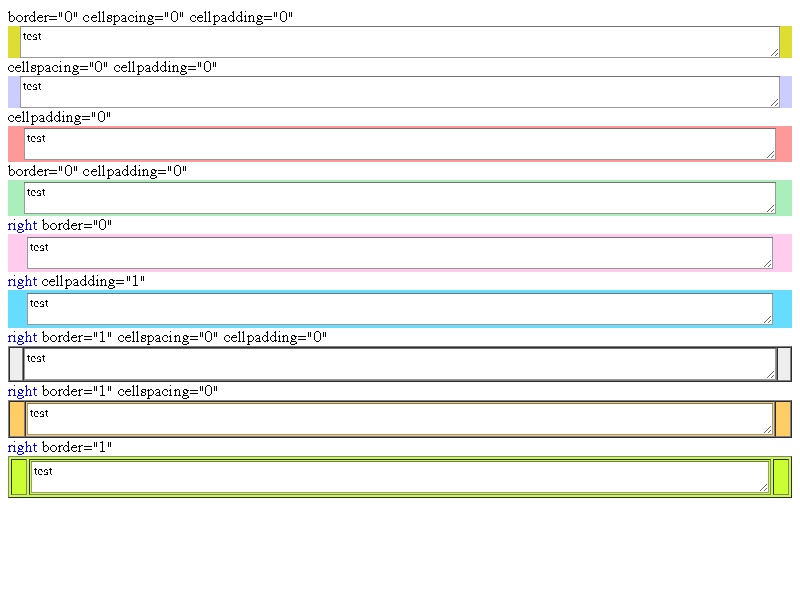 border="0" cellspacing="0" cellpadding="0"
test
cellspacing="0" cellpadding="0"
test
cellpadding="0"
test
border="0" cellpadding="0"
test
right border="0"
test
right cellpadding="1"
test
right border="1" cellspacing="0" cellpadding="0"
test
right border="1" cellspacing="0"
test
right border="1"
test